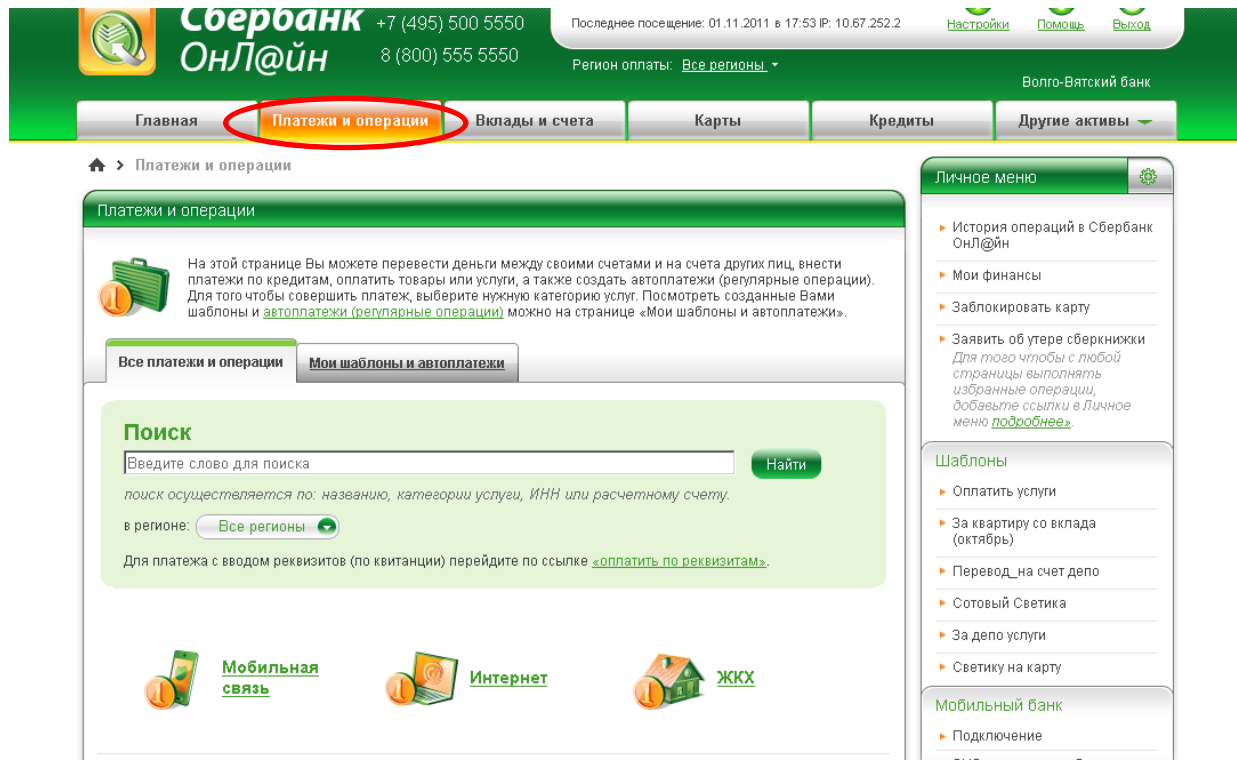 Сбербанк
ОнЛ@йн
+7 (495) 500 5550
8 (800) 555 5550
Последнее посещение: 01.11.2011 в 17:53 IP: 10.67.252.2
Регион оплаты: Все регионы
Настройки Помощь Выход
Волго-Вятский банк
Главная Платежи и операции Вклады и счета Карты Кредиты Другие активы
Платежи и операции
Платежи и операции
На этой странице Вы можете перевести деньги между своими счетами и на счета других лиц, внести
платежи по кредитам, оплатить товары или услуги, а также создать автоплатежи (регулярные операции).
Для того чтобы совершить платеж, выберите нужную категорию услуг. Посмотреть созданные Вами
шаблоны и автоплатежи (регулярные операции) можно на странице «Мои шаблоны и автоплатежи».
Все платежи и операции Мои шаблоны и автоплатежи
Поиск
Введите слово для поиска
Найти
поиск осуществляется по: названию, категории услуги, ИНН или расчетному счету.
в регионе: Все регионы
Для платежа с вводом реквизитов (по квитанции) перейдите по ссылке «оплатить по реквизитам».
Мобильная
связь
Интернет
ЖКХ
Личное меню
История операций в Сбербанк
ОнЛ@йн
Мои финансы
Заблокировать карту
Заявить об утере сберкнижки
Для того чтобы с любой
страницы выполнять
избранные операции,
добавьте ссылки в Личное
меню подробнее».
Шаблоны
Оплатить услуги
За квартиру со вклада
(октябрь)
Перевод_на счет депо
Сотовый Светика
За депо услуги
Светику на карту
Мобильный банк
Подключение